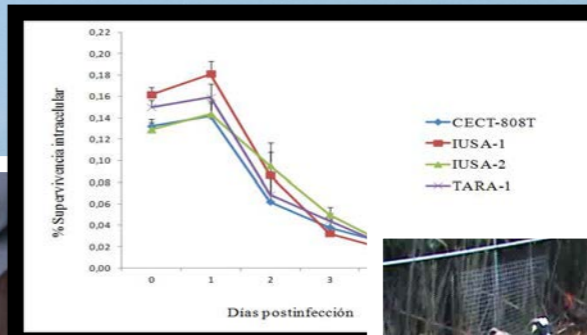 0,22
0,20
0,18
0,16
0,14
0,12
0,10
0,08
0,06
0,04
0,02
0,00
% Supervivencia intracelular
0
1
2
3
Días postinfección
CECT-808T
IUSA-1
IUSA-2
TARA-1